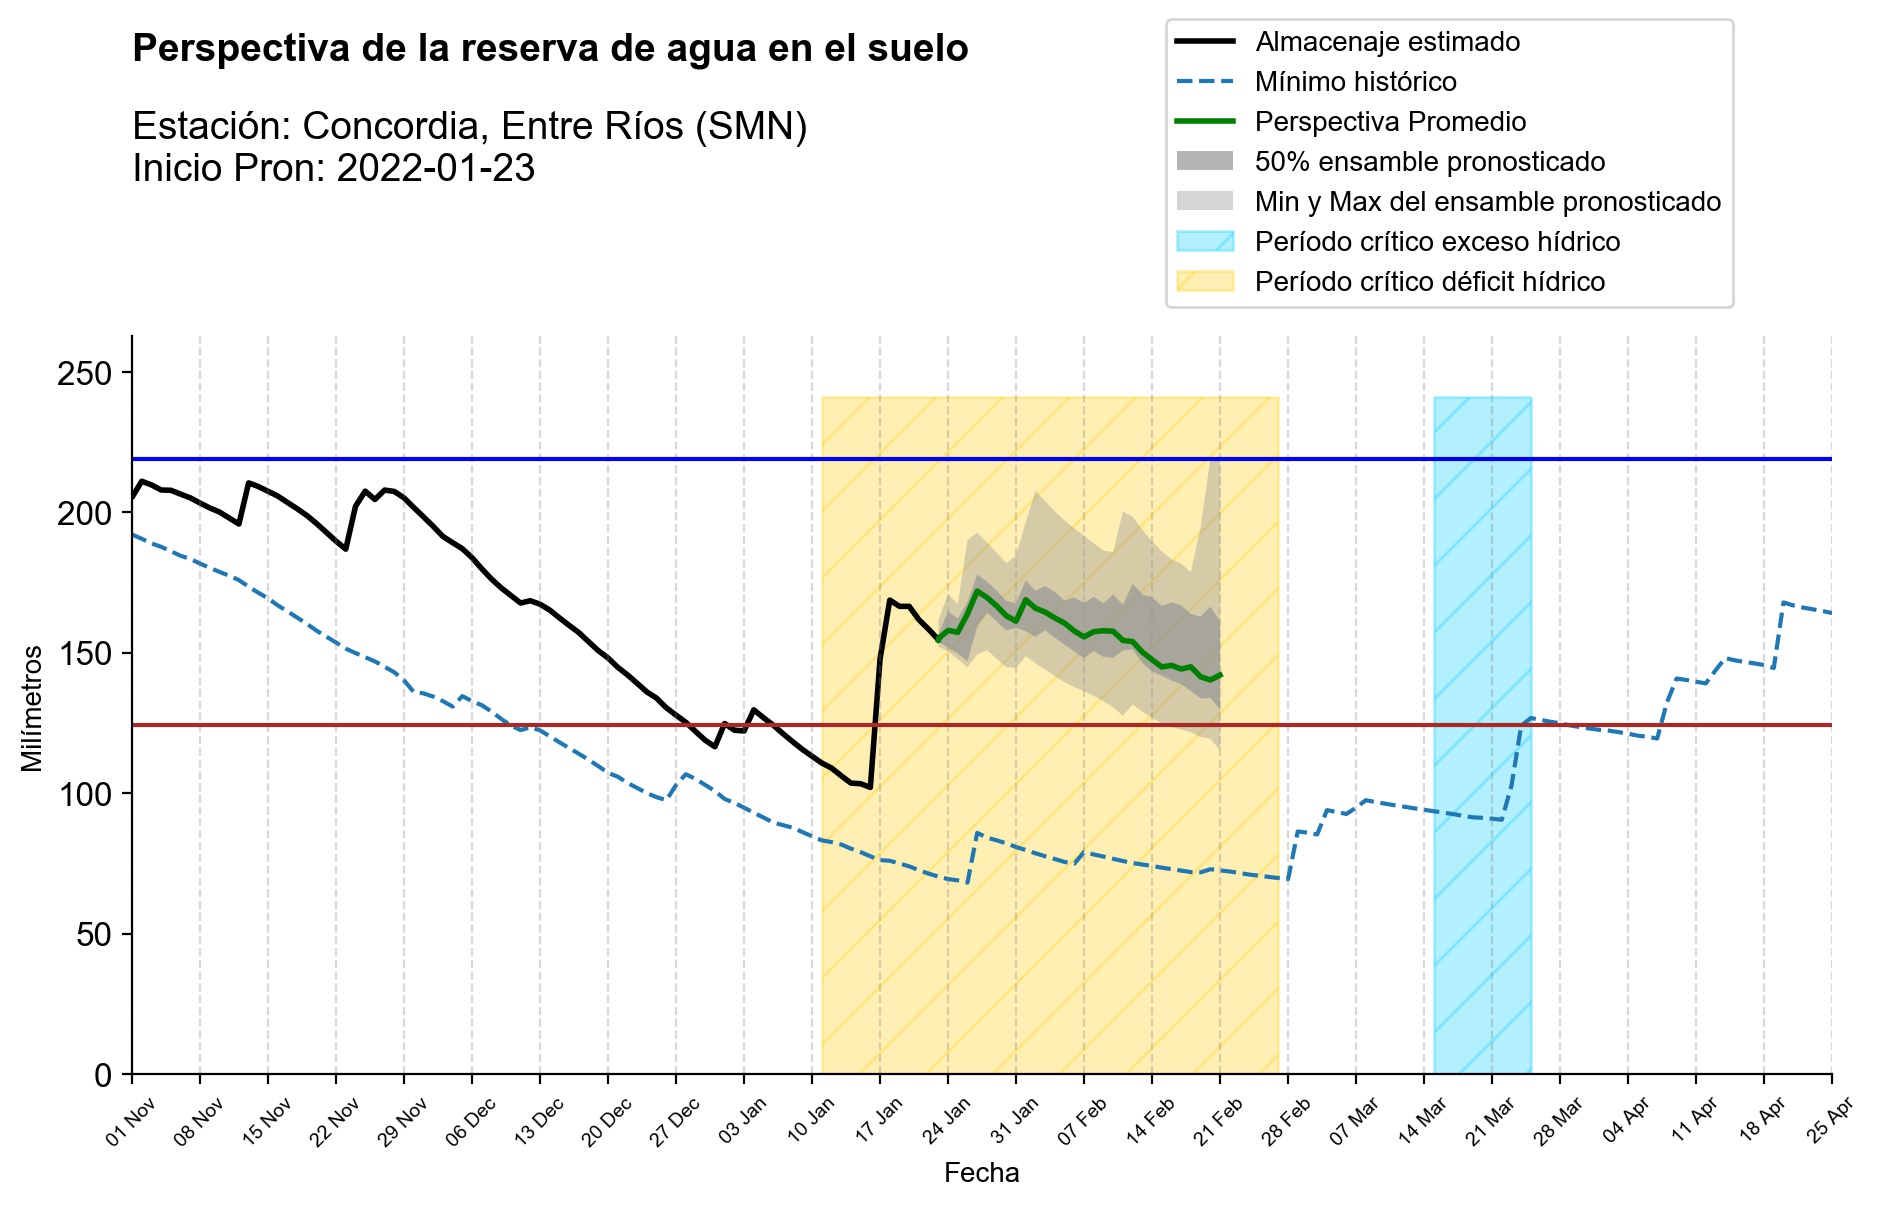 Perspectiva de la reserva de agua en el suelo
Estación: Concordia, Entre Ríos (SMN)
Inicio Pron: 2022-01-23
Almacenaje estimado
Mínimo histórico
Perspectiva Promedio
50% ensamble pronosticado
Min y Max del ensamble pronosticado
Período crítico exceso hídrico
Período crítico déficit hídrico
Milímetros
250
200
150
100
50
0
01 Nov
08 Nov
15 Nov
22 Nov
29 Nov
06 Dec
13 Dec
20 Dec
27 Dec
03 Jan
10 Jan
17 Jan
24 Jan
31 Jan
07 Feb
14 Feb
21 Feb
28 Feb
07 Mar
14 Mar
21 Mar
28 Mar
04 Apr
11 Apr
18 Apr
25 Apr
Fecha